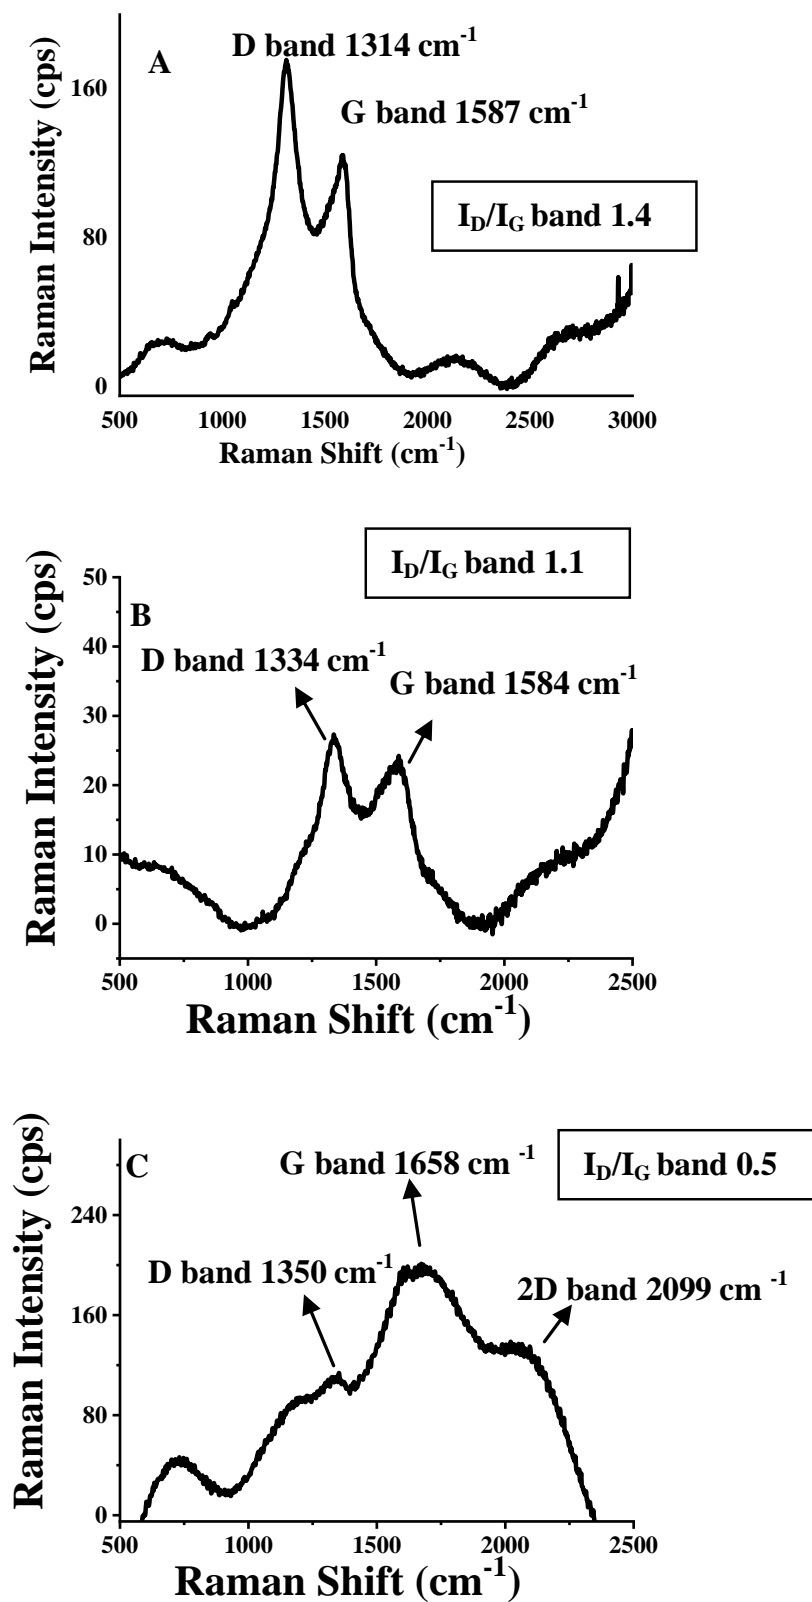 D band 1314 cm-1
A
G band 1587 cm-1
ID/IG band 1.4
Raman Intensity (cps)
160
80
0
500 1000 1500 2000 2500 3000
Raman Shift (cm-1)
ID/IG band 1.1
B
D band 1334 cm-1
G band 1584 cm-1
Raman Intensity (cps)
50
40
30
20
10
0
500 1000 1500 2000 2500
Raman Shift (cm-1)
C
G band 1658 cm -1
ID/IG band 0.5
D band 1350 cm-1
2D band 2099 cm -1
Raman Intensity (cps)
240
160
80
0
500 1000 1500 2000 2500
Raman Shift (cm-1)